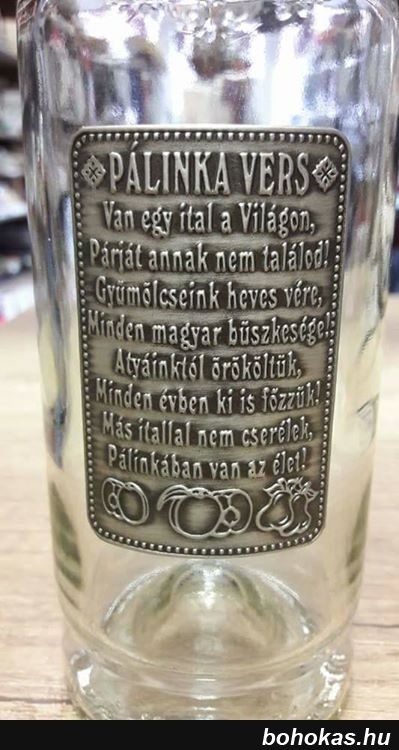 PÁLINKA VERS
Van egy ital a Világon,
Párját annak nem találod!
Gyümölcseink heves vére,
Minden magyar büszkesége!
Atyáinktól örököltük,
Minden évben ki is főzzük!
Más itallal nem cserélek,
Pálinkában van az élet!
bohokas.hu